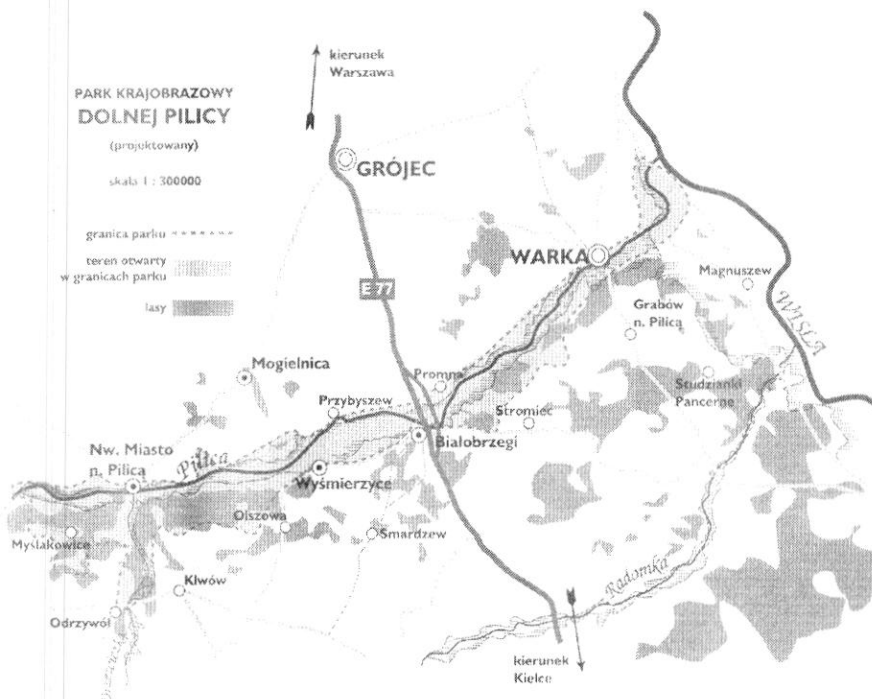 kierunek
Warszawa
PARK KRAJOBRAZOWY
DOLNEJ PILICY
(projektowany)
skala 1 : 300000
GRÓJEC
granica parku
teren otwarty
w granicach parku
lasy
WARKA
E 77
Magnuszew
Grabów
n. Pilicą
WISŁA
Mogielnica
Promna
Przybyszew
Stromiec
Studzianki
Pancerne
Białobrzegi
Nw. Miasto
n. Pilicą
Pilica
Wyśmierzyce
Olszowa
Smardzew
Myślakowice
Kłwów
Radomka
Odrzywół
kierunek
Kielce